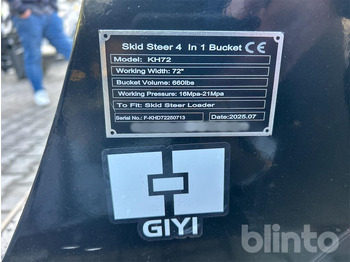 Skid Steer 4 In 1 Bucket CE
Model: KH72
Working Width: 72"
Bucket Volume: 660lbe
Working Pressure: 16Mpa-21Mpa
To Fit: Skid Steer Loader
Serial No.: F-KHD72250713 Date:2025.07
GIYI
blinto